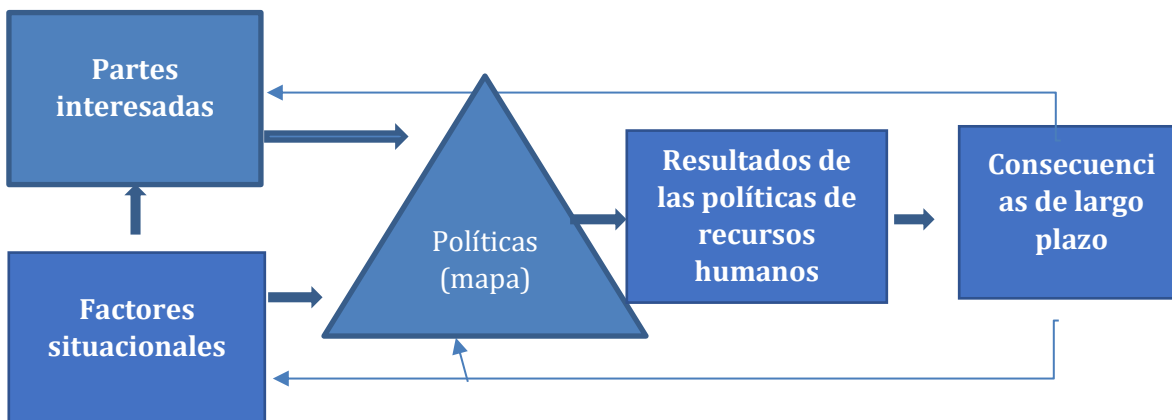 Partes
interesadas
Factores
situacionales
Políticas
(mapa)
Resultados de
las políticas de
recursos
humanos
Consecuenci
as de largo
plazo